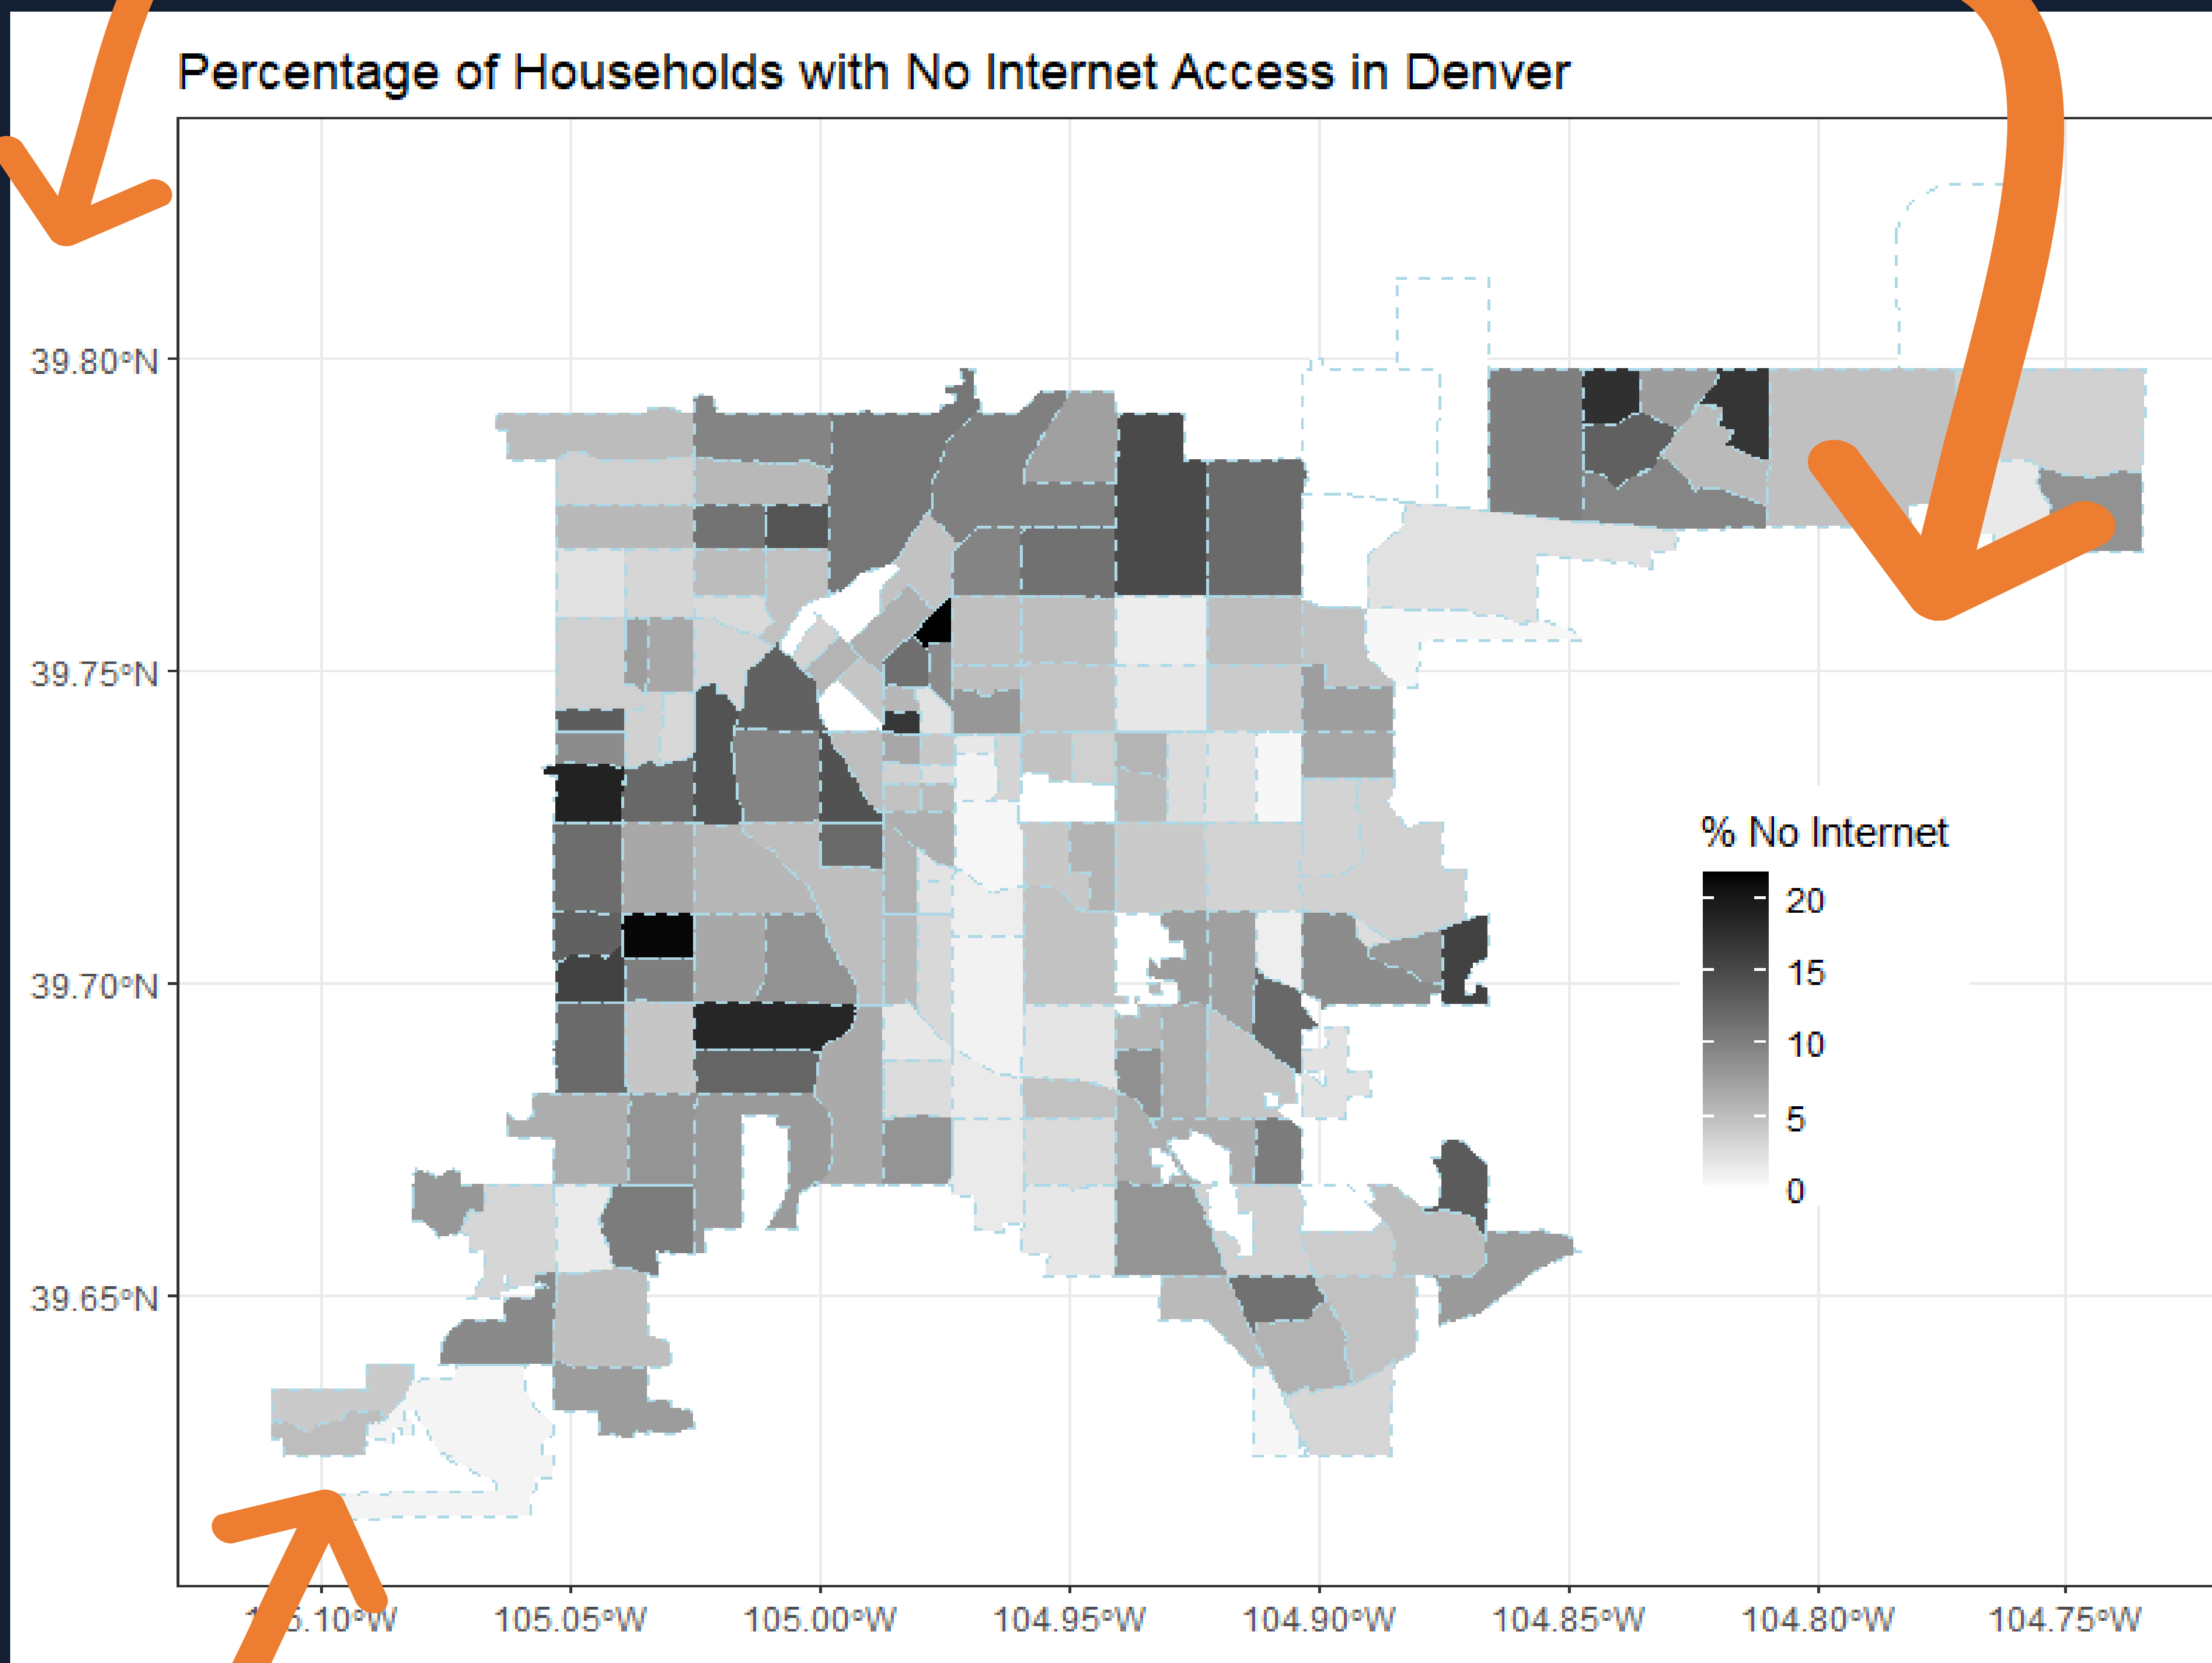 Percentage of Households with No Internet Access in Denver
39.80°N
39.75°N
39.70°N
39.65°N
% No Internet
20
15
10
5
0
5.10°W 105.05°W 105.00°W 104.95°W 104.90°W 104.85°W 104.80°W 104.75°W